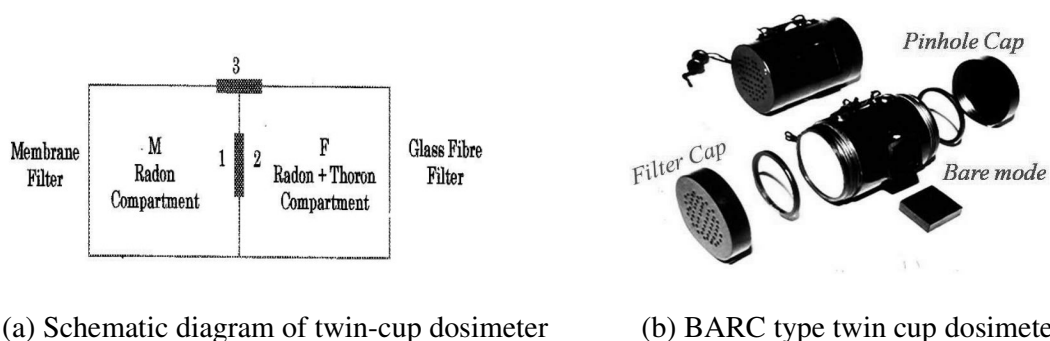 3
Membrane
Filter
M
Radon
Compartment
1
2
F
Radon + Thoron
Compartment
Glass Fibre
Filter
Pinhole Cap
Filter Cap
Bare mode
(a) Schematic diagram of twin-cup dosimeter
(b) BARC type twin cup dosimete